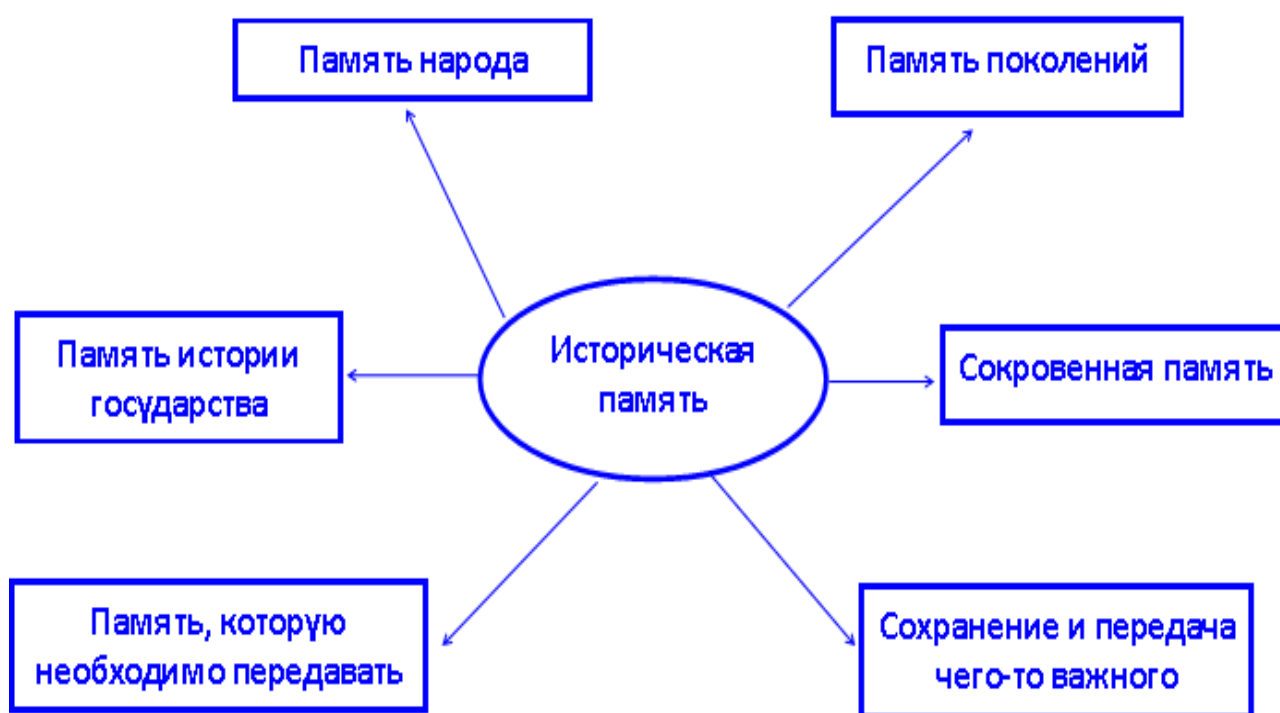 Память народа
Память поколений
Историческая
память
Память истории
государства
Сокровенная память
Память, которую
необходимо передавать
Сохранение и передача
чего-то важного